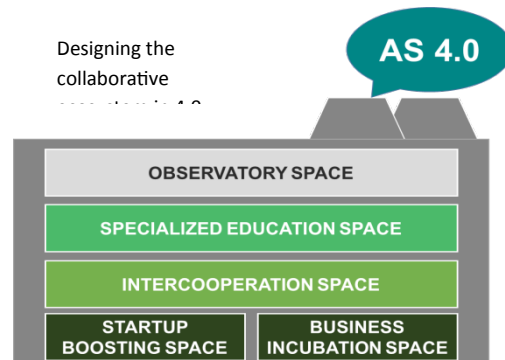 Designing the
collaborative
AS 4.0
OBSERVATORY SPACE
SPECIALIZED EDUCATION SPACE
INTERCOOPERATION SPACE
STARTUP
BOOSTING SPACE
BUSINESS
INCUBATION SPACE